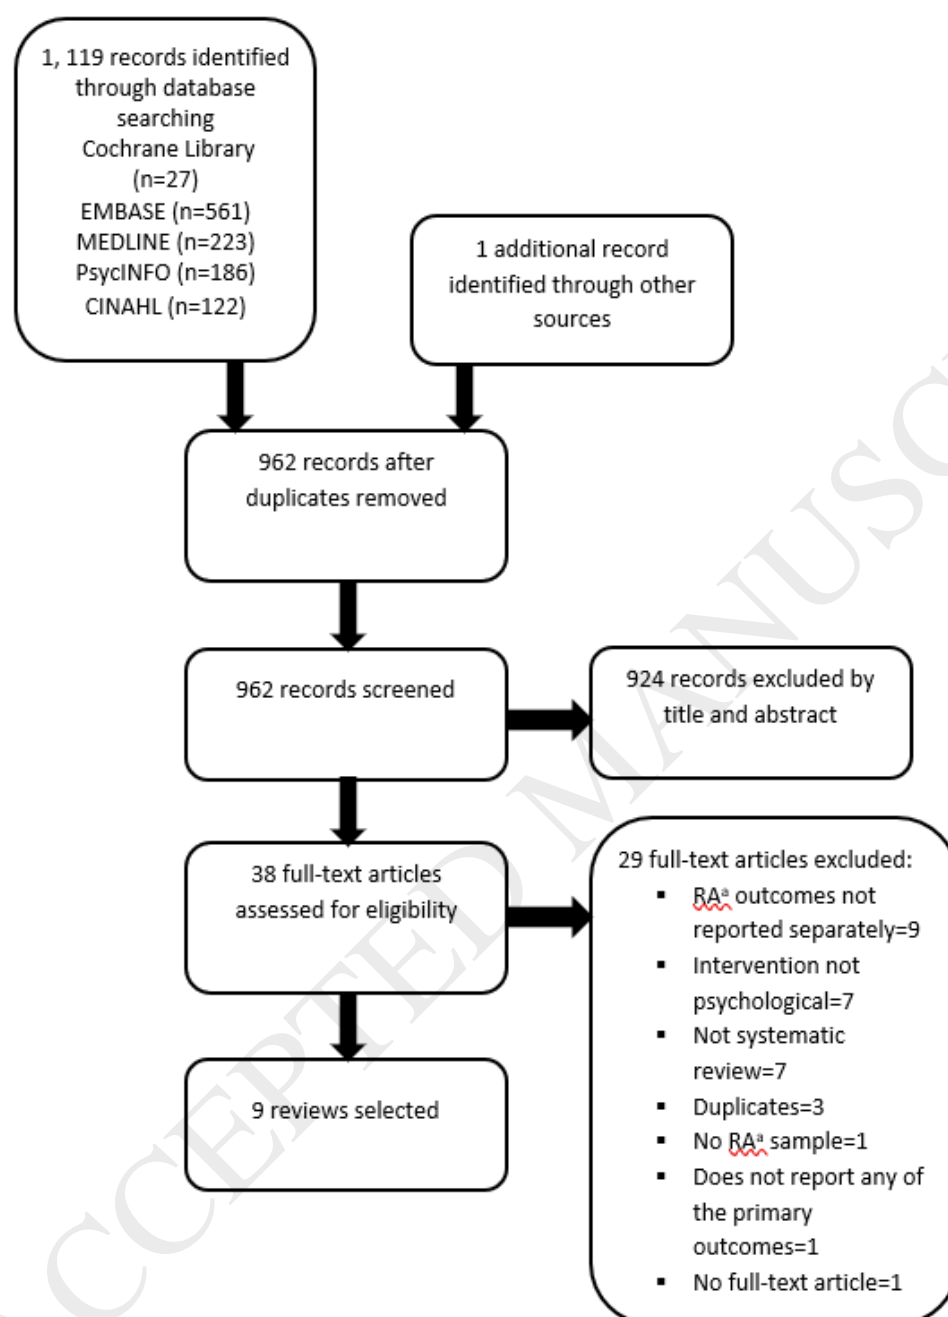 1, 119 records identified
through database
searching
Cochrane Library
(n=27)
EMBASE (n=561)
MEDLINE (n=223)
PsycINFO (n=186)
CINAHL (n=122)
1 additional record
identified through other
sources
962 records after
duplicates removed
962 records screened
924 records excluded by
title and abstract
38 full-text articles
assessed for eligibility
29 full-text articles excluded:
▪ RAᵃ outcomes not
reported separately=9
▪ Intervention not
psychological=7
▪ Not systematic
review=7
▪ Duplicates=3
▪ No RAᵃ sample=1
▪ Does not report any of
the primary
outcomes=1
▪ No full-text article=1
9 reviews selected
CCEPTED MANUSC